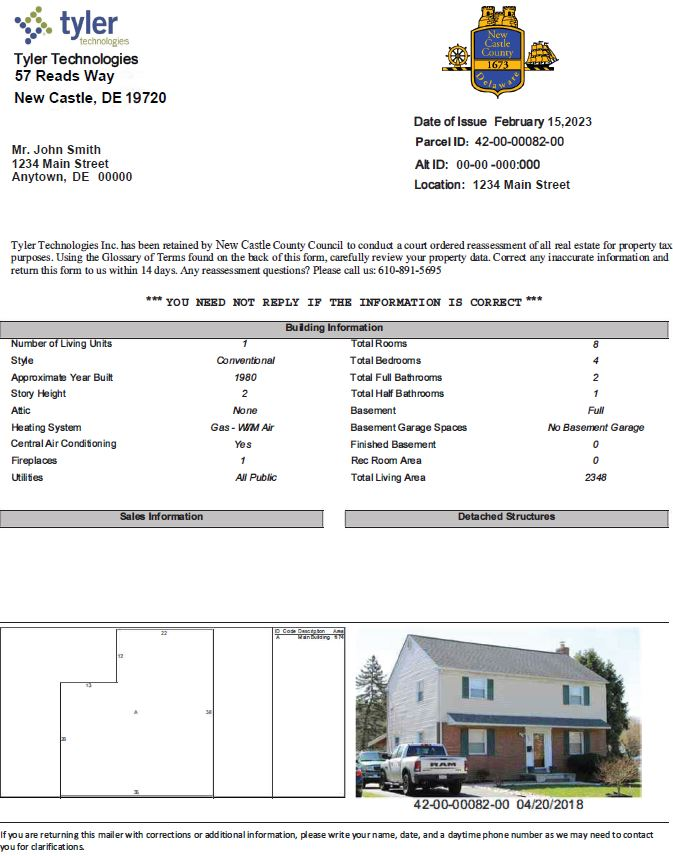 tyler
technologies
Tyler Technologies
57 Reads Way
New Castle, DE 19720
New
Castle
County
1673
Delaware
Date of Issue February 15,2023
Parcel ID: 42-00-00082-00
Alt ID: 00-00 -000:000
Location: 1234 Main Street
Mr. John Smith
1234 Main Street
Anytown, DE 00000
Tyler Technologies Inc. has been retained by New Castle County Council to conduct a court ordered reassessment of all real estate for property tax
purposes. Using the Glossary of Terms found on the back of this form, carefully review your property data. Correct any inaccurate information and
return this form to us within 14 days. Any reassessment questions? Please call us: 610-891-5695
*** YOU NEED NOT REPLY IF THE INFORMATION IS CORRECT ***
Building Information
Number of Living Units 1 Total Rooms 8
Style Conventional Total Bedrooms 4
Approximate Year Built 1980 Total Full Bathrooms 2
Story Height 2 Total Half Bathrooms 1
Attic None Basement Full
Heating System Gas - W/M Air Basement Garage Spaces No Basement Garage
Central Air Conditioning Yes Finished Basement 0
Fireplaces 1 Rec Room Area 0
Utilities All Public Total Living Area 2348
Sales Information Detached Structures
22
ID Code Description Area
A Main Building
12
13
A
RAM
42-00-00082-00 04/20/2018
If you are returning this mailer with corrections or additional information, please write your name, date, and a daytime phone number as we may need to contact
you for clarifications.